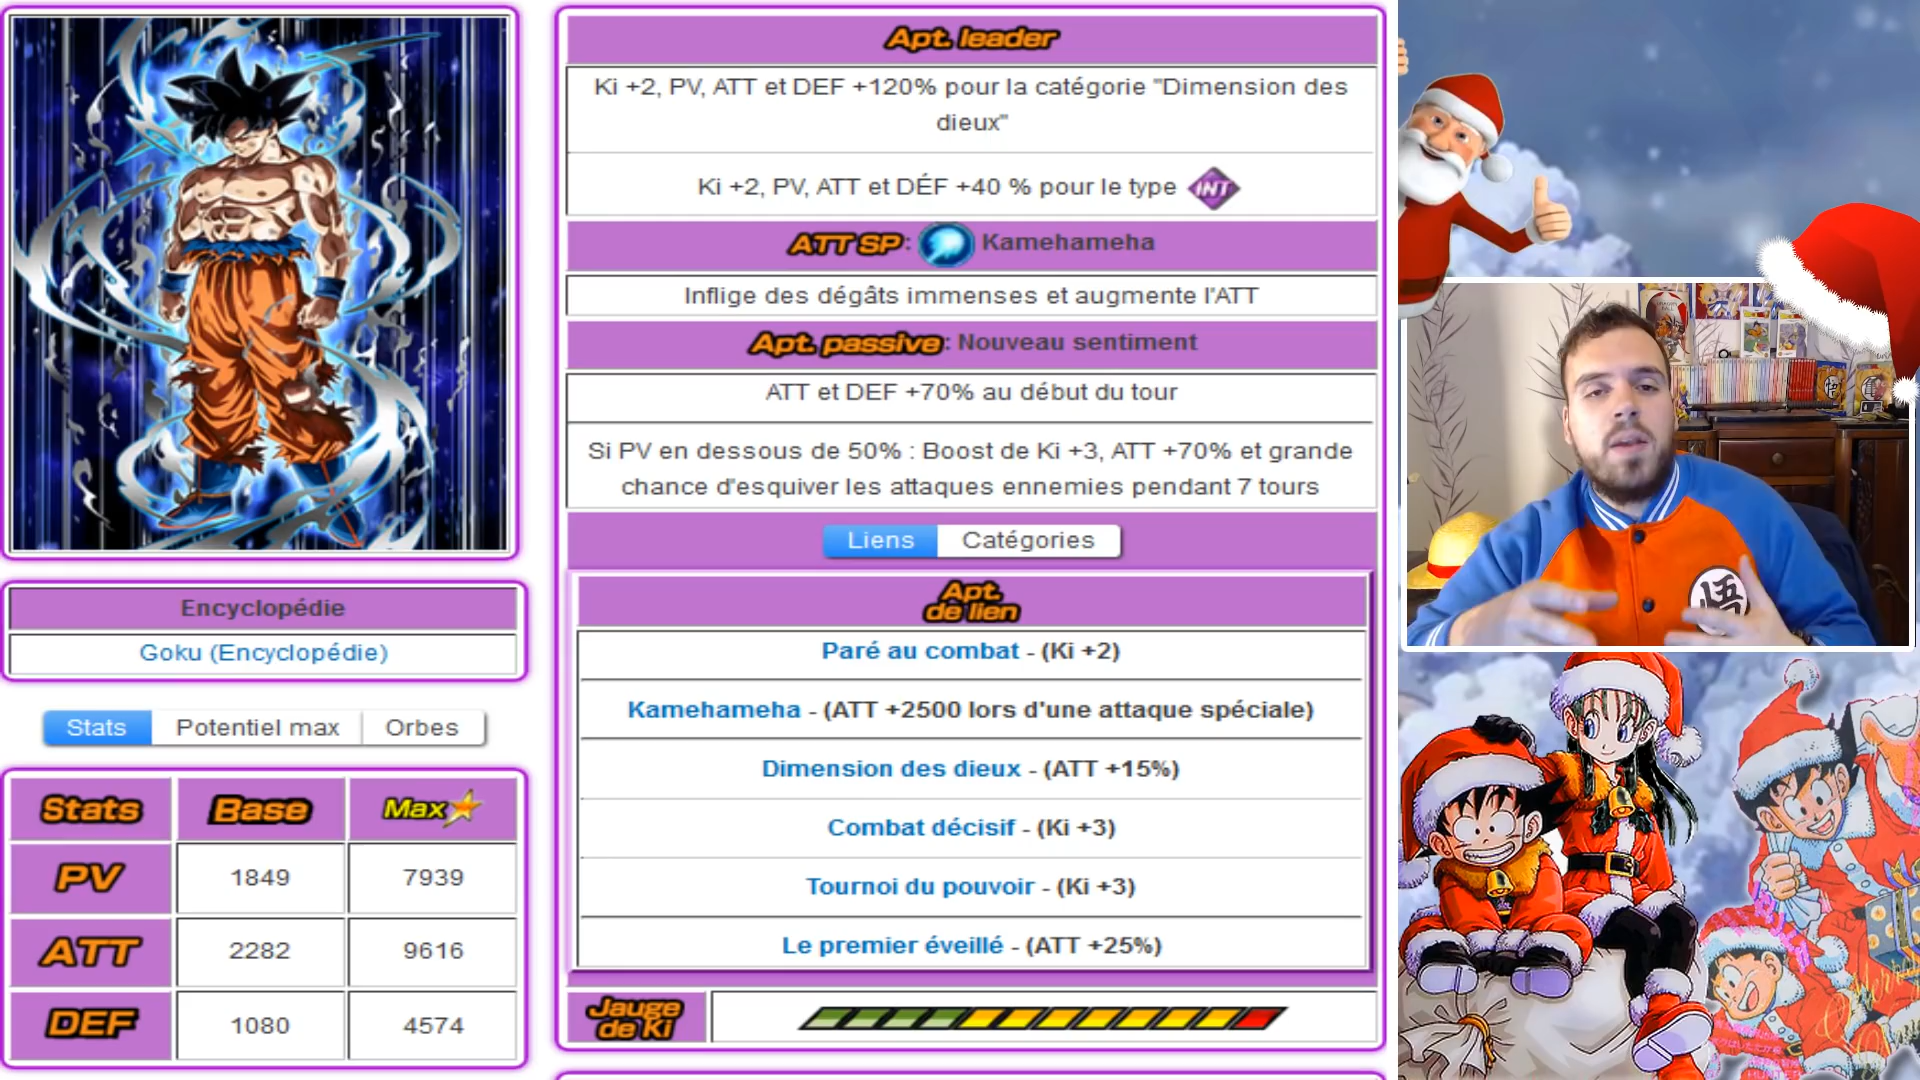 Apt. leader
Ki +2, PV, ATT et DEF +120% pour la catégorie "Dimension des
dieux"
Ki +2, PV, ATT et DÉF +40 % pour le type INT
ATT SP: Kamehameha
Inflige des dégâts immenses et augmente l'ATT
Apt. passive: Nouveau sentiment
ATT et DEF +70% au début du tour
Si PV en dessous de 50% : Boost de Ki +3, ATT +70% et grande
chance d'esquiver les attaques ennemies pendant 7 tours
Liens Catégories
Apt.
de lien
Paré au combat - (Ki +2)
Kamehameha - (ATT +2500 lors d'une attaque spéciale)
Dimension des dieux - (ATT +15%)
Combat décisif - (Ki +3)
Tournoi du pouvoir - (Ki +3)
Le premier éveillé - (ATT +25%)
Jauge
de Ki
Encyclopédie
Goku (Encyclopédie)
Stats Potentiel max Orbes
Stats Base Max
PV 1849 7939
ATT 2282 9616
DEF 1080 4574
悟